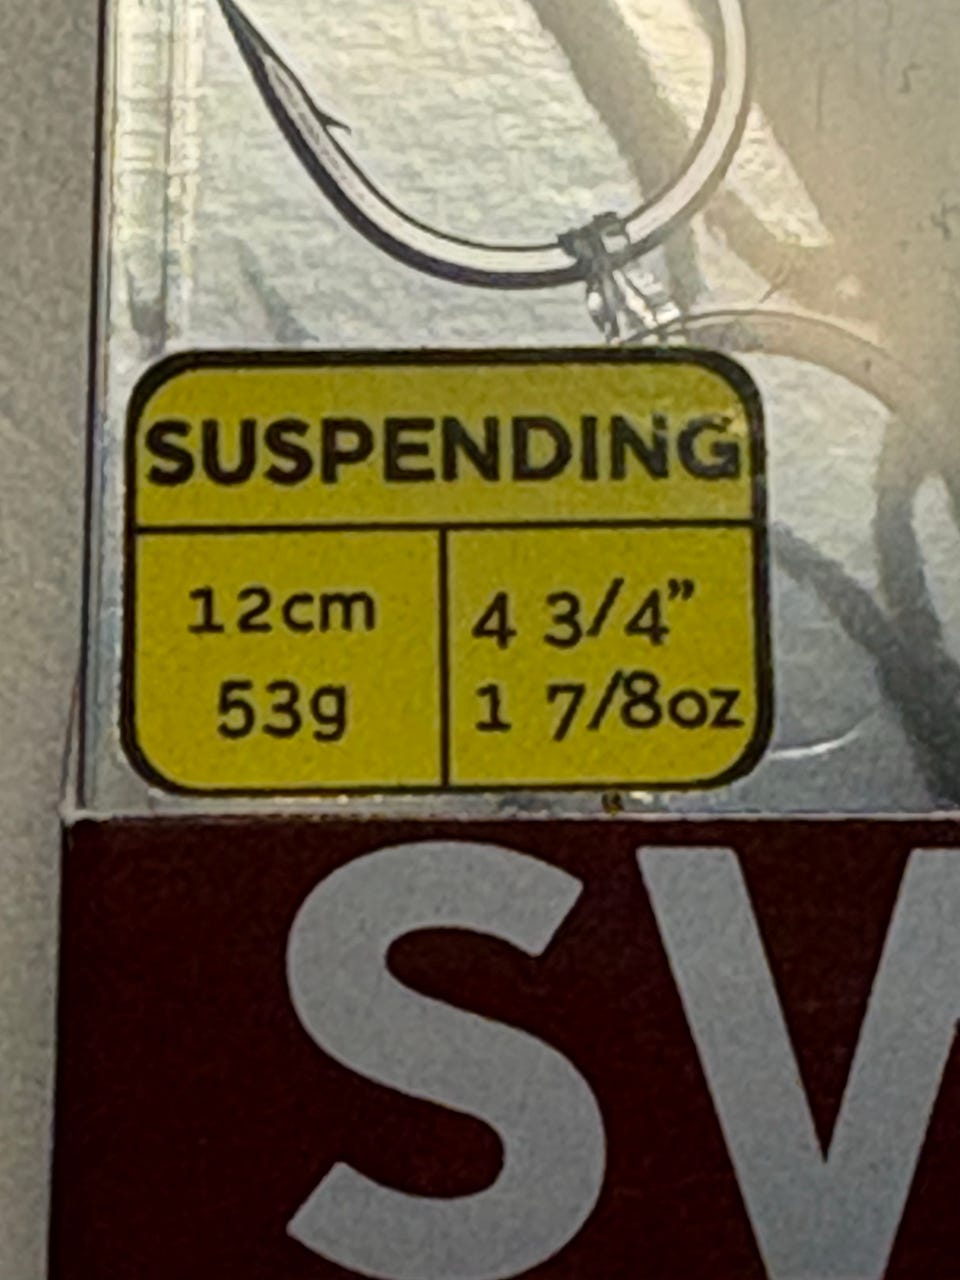 SUSPENDING
12cm
53g
4 3/4”
1 7/8oz